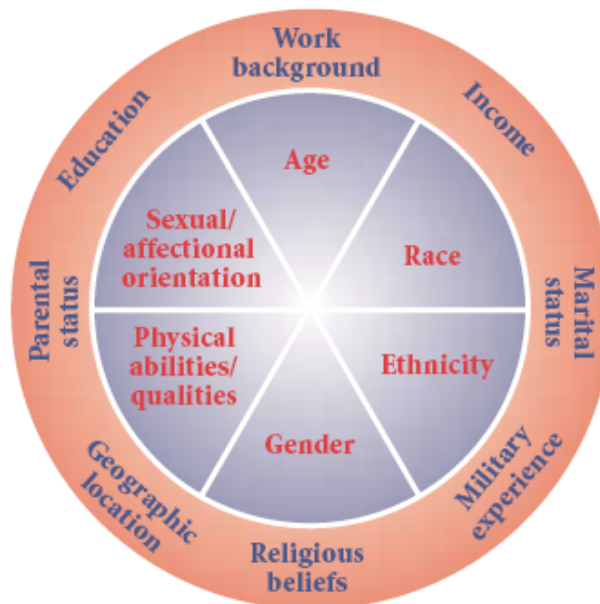 Work
background
Income
Marital
status
Military
experience
Religious
beliefs
Geographic
location
Parental
status
Education
Age
Race
Ethnicity
Gender
Physical
abilities/
qualities
Sexual/
affectional
orientation